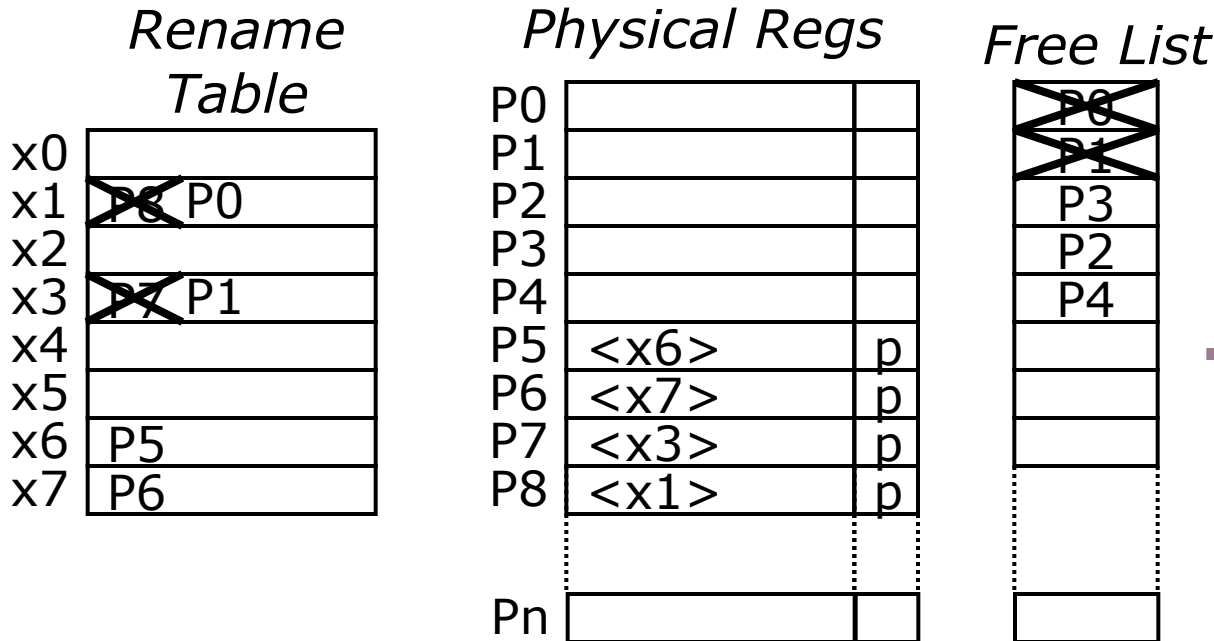 Rename Table
Physical Regs
Free List
x0
x1 P8 P0
x2
x3 P7 P1
x4
x5
x6 P5
x7 P6
P0
P1
P2
P3
P4
P5 <x6> p
P6 <x7> p
P7 <x3> p
P8 <x1> p
Pn
P0
P1
P3
P2
P4